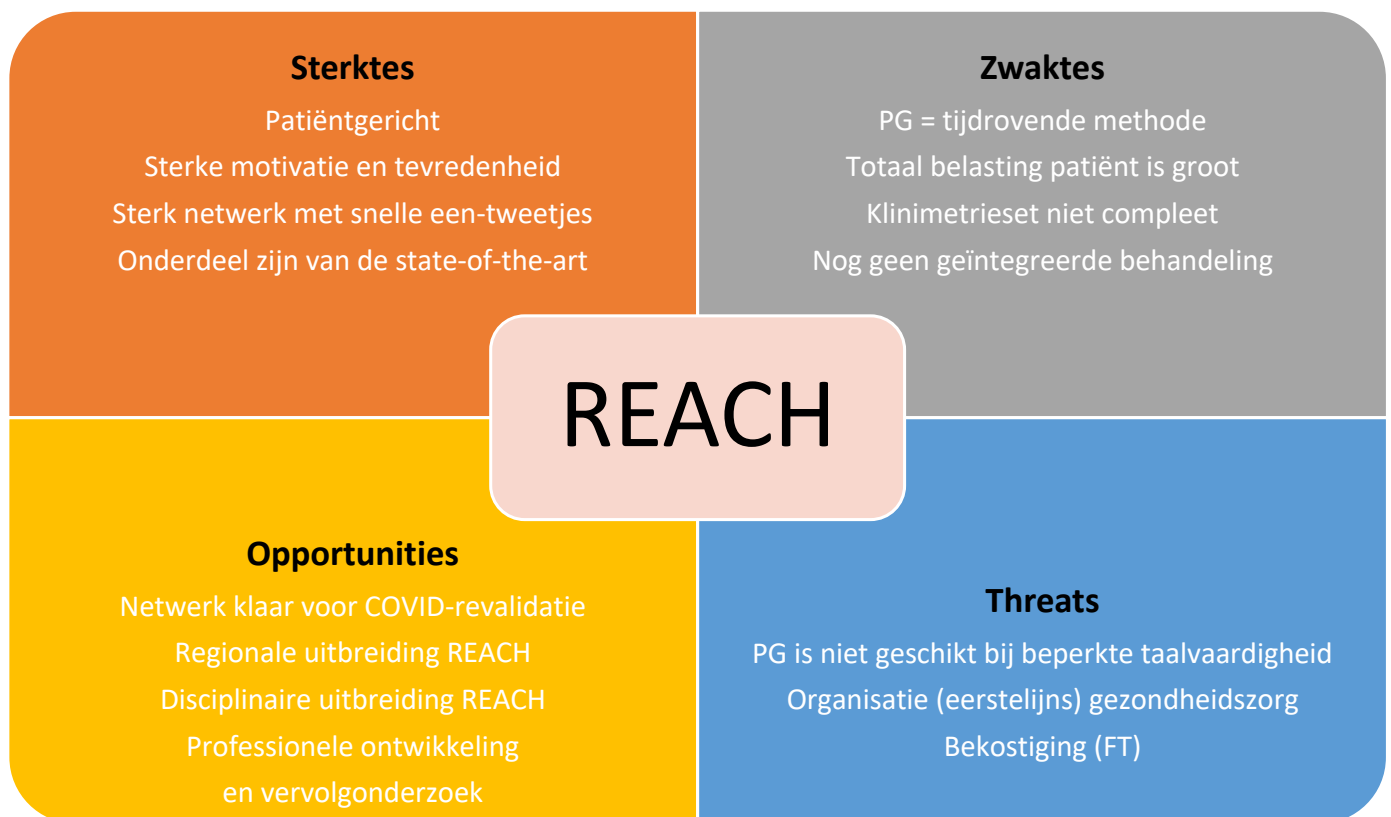 Sterktes
Patiëntgericht
Sterke motivatie en tevredenheid
Sterk netwerk met snelle een-tweetjes
Onderdeel zijn van de state-of-the-art
Zwaktes
PG = tijdrovende methode
Totaal belasting patiënt is groot
Klinimetrieset niet compleet
Nog geen geïntegreerde behandeling
REACH
Opportunities
Netwerk klaar voor COVID-revalidatie
Regionale uitbreiding REACH
Disciplinaire uitbreiding REACH
Professionele ontwikkeling
en vervolgonderzoek
Threats
PG is niet geschikt bij beperkte taalvaardigheid
Organisatie (eerstelijns) gezondheidszorg
Bekostiging (FT)